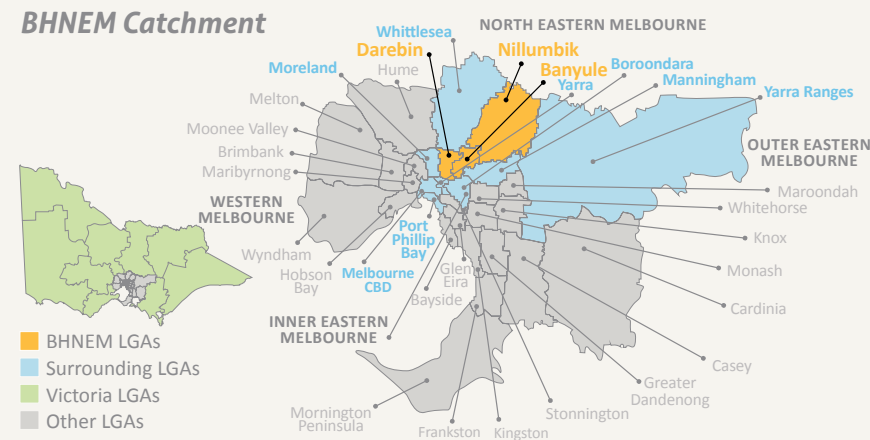 BHNEM Catchment
NORTH EASTERN MELBOURNE
Whittlesea
Darebin
Nillumbik
Boroondara
Moreland
Hume
Banyule
Manningham
Yarra
Yarra Ranges
Melton
Moonee Valley
Brimbank
Maribyrnong
OUTER EASTERN
MELBOURNE
Maroondah
Whitehorse
WESTERN
MELBOURNE
Port
Phillip
Bay
Knox
Wyndham
Hobson
Bay
Melbourne
CBD
Glen
Eira
Bayside
Monash
Cardinia
INNER EASTERN
MELBOURNE
BHNEM LGAs
Surrounding LGAs
Victoria LGAs
Other LGAs
Casey
Greater
Dandenong
Stonnington
Mornington
Peninsula
Frankston
Kingston